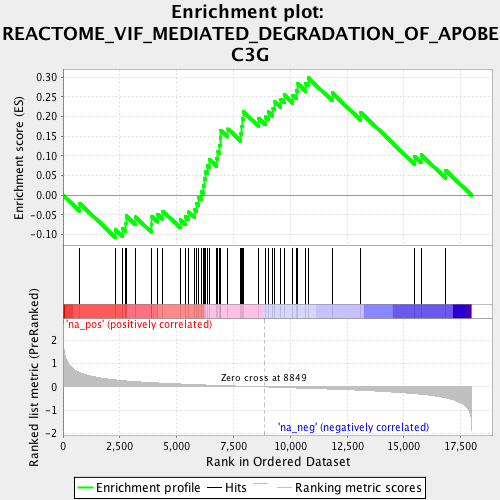 Enrichment plot:
REACTOME_VIF_MEDIATED_DEGRADATION_OF_APOBE
C3G
Enrichment score (ES)
0.30
0.25
0.20
0.15
0.10
0.05
0.00
-0.05
-0.10
'na_pos' (positively correlated)
Ranked list metric (PreRanked)
2
1
0
-1
-2
Zero cross at 8849
'na_neg' (negatively correlated)
0
2,500
5,000
7,500
10,000
12,500
15,000
17,500
Rank in Ordered Dataset
Enrichment profile
Hits
Ranking metric scores